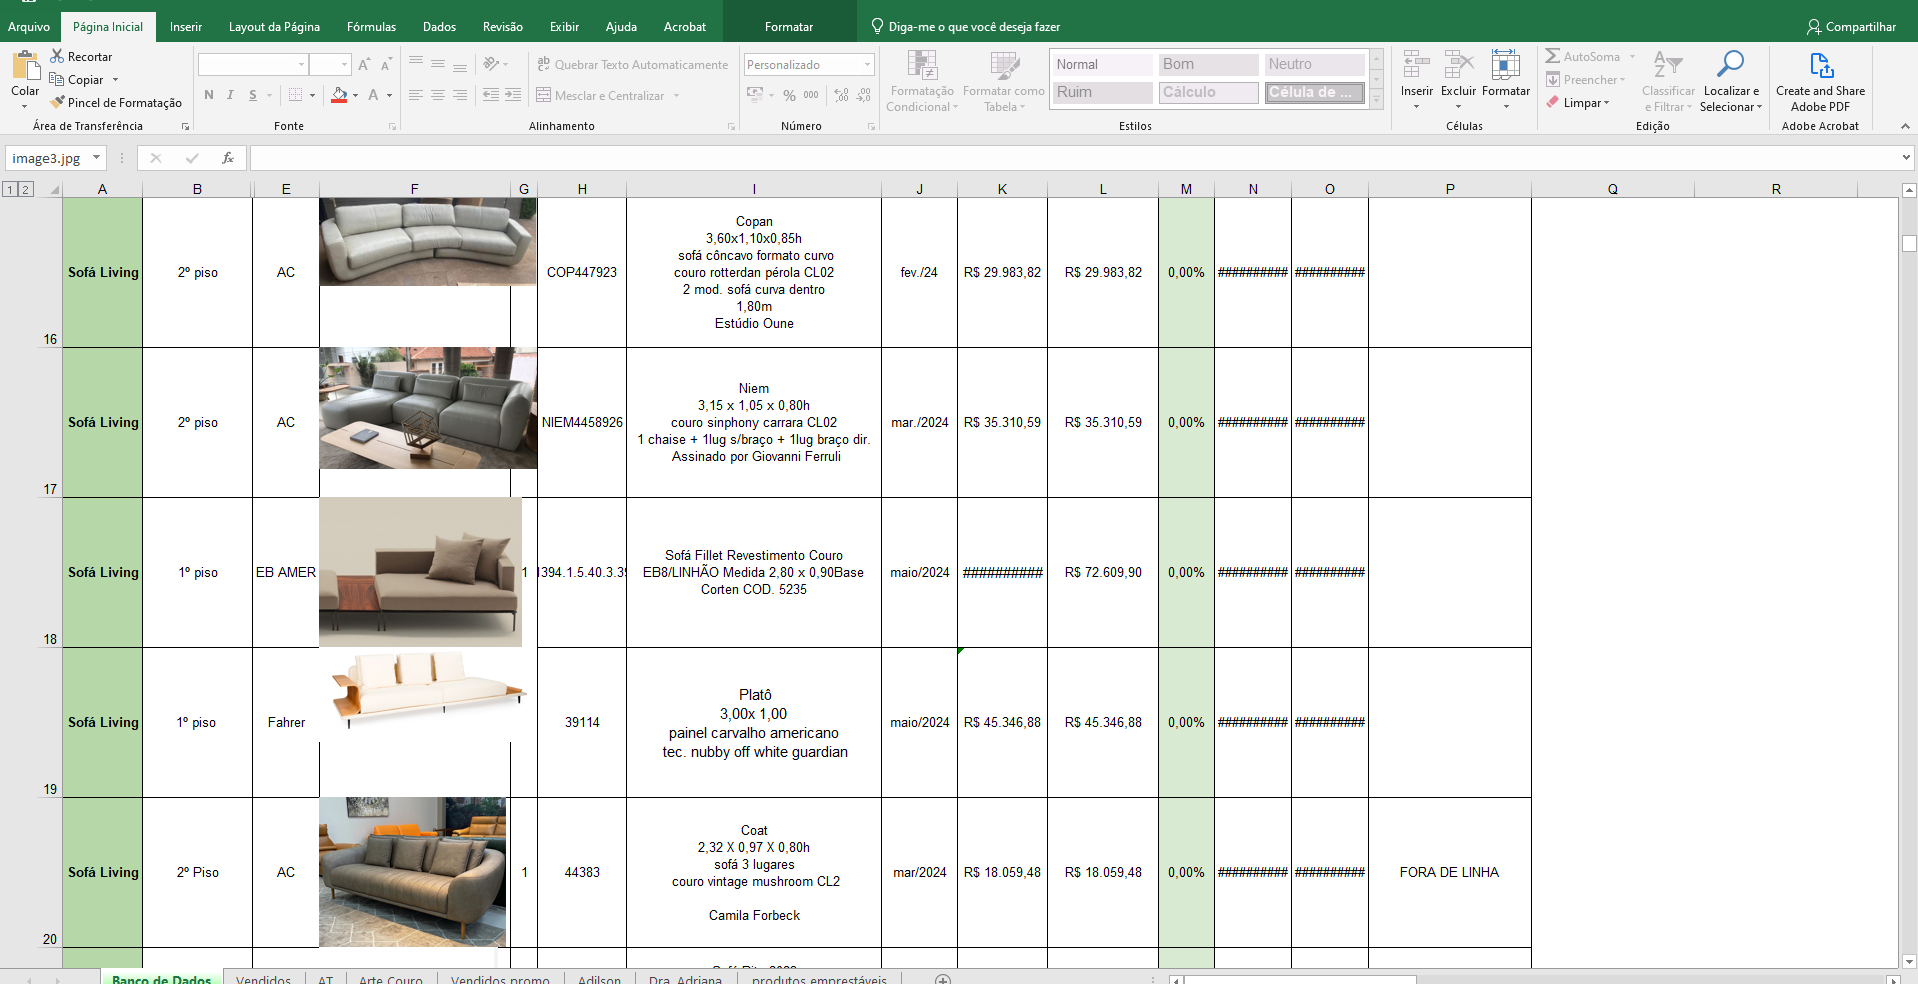 Arquivo Página Inicial Inserir Layout da Página Fórmulas Dados Revisão Exibir Ajuda Acrobat Formatar Diga-me o que você deseja fazer Compartilhar
Colar
Recortar
Copiar
Pincel de Formatação
Área de Transferência
N I S
Fonte
Quebrar Texto Automaticamente
Mesclar e Centralizar
Alinhamento
Personalizado
% 000
Número
Formatação Condicional
Formatar como Tabela
Normal Bom Neutro
Ruim Cálculo Célula de ...
Estilos
Inserir Excluir Formatar
Células
AutoSoma
Preencher
Limpar
Classificar e Filtrar
Localizar e Selecionar
Edição
Create and Share Adobe PDF
Adobe Acrobat
image3.jpg fx
1 2 A B E F G H I J K L M N O P Q R
16 Sofá Living 2º piso AC COP447923
Copan
3,60x1,10x0,85h
sofá côncavo formato curvo
couro rotterdan pérola CL02
2 mod. sofá curva dentro
1,80m
Estúdio Oune
fev./24 R$ 29.983,82 R$ 29.983,82 0,00% ########## ##########
17 Sofá Living 2º piso AC NIEM4458926
Niem
3,15 x 1,05 x 0,80h
couro sinphony carrara CL02
1 chaise + 1lug s/braço + 1lug braço dir.
Assinado por Giovanni Ferruli
mar./2024 R$ 35.310,59 R$ 35.310,59 0,00% ########## ##########
18 Sofá Living 1º piso EB AMER 1 1394.1.5.40.3.39
Sofá Fillet Revestimento Couro
EB8/LINHÃO Medida 2,80 x 0,90Base
Corten COD. 5235
maio/2024 ########## R$ 72.609,90 0,00% ########## ##########
19 Sofá Living 1º piso Fahrer 39114
Platô
3,00x 1,00
painel carvalho americano
tec. nubby off white guardian
maio/2024 R$ 45.346,88 R$ 45.346,88 0,00% ########## ##########
20 Sofá Living 2º Piso AC 1 44383
Coat
2,32 X 0,97 X 0,80h
sofá 3 lugares
couro vintage mushroom CL2
Camila Forbeck
mar/2024 R$ 18.059,48 R$ 18.059,48 0,00% ########## ########## FORA DE LINHA
Banco de Dados Vendidos AT Arte Couro Vendidos promo Adilson Dra. Adriana produtos emprestáveis